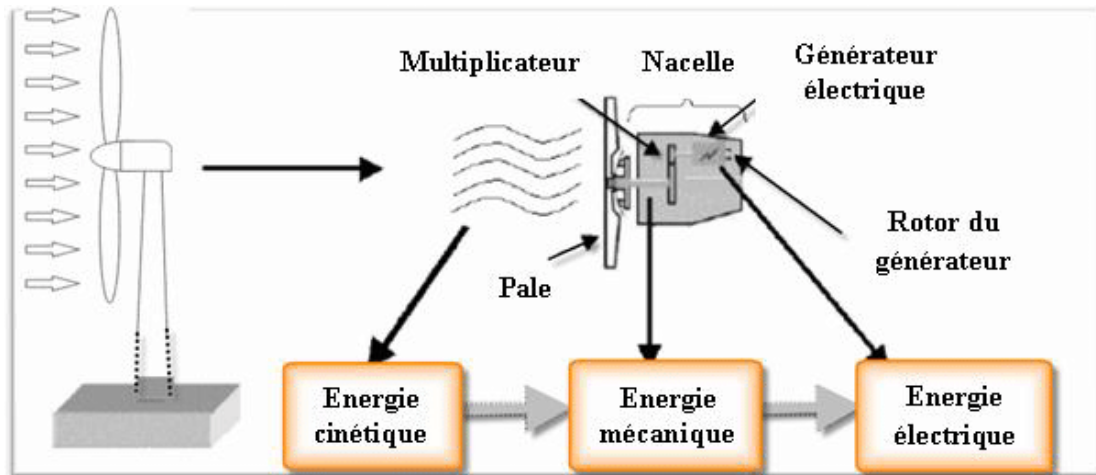 Multiplicateur
Nacelle
Générateur
électrique
Pale
Rotor du
générateur
Energie
cinétique
Energie
mécanique
Energie
électrique